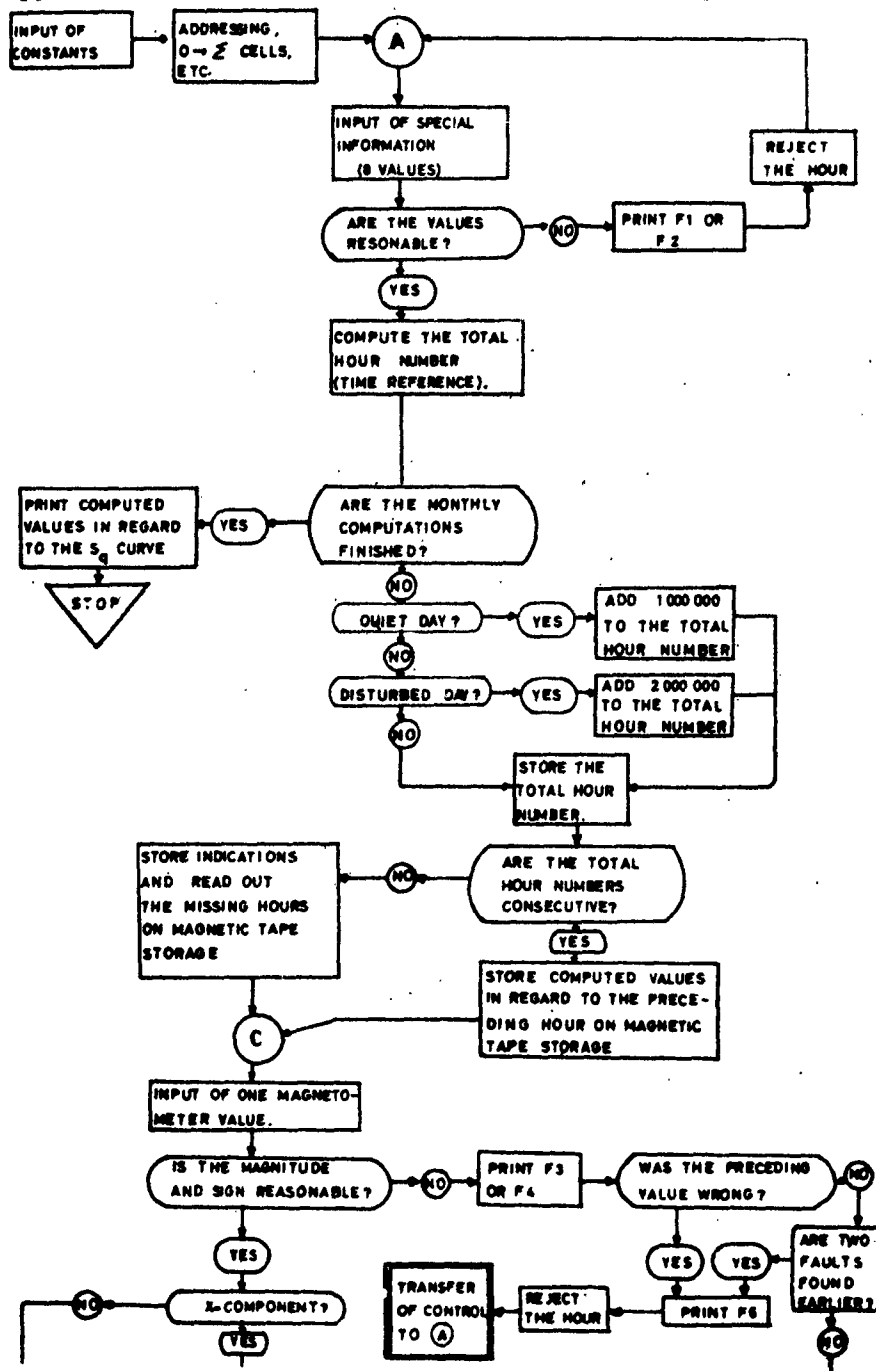 INPUT OF
CONSTANTS
ADDRESSING,
0 → Σ CELLS,
ETC.
A
INPUT OF SPECIAL
INFORMATION
(8 VALUES)
REJECT
THE HOUR
ARE THE VALUES
RESONABLE?
NO
PRINT F1 OR
F2
YES
COMPUTE THE TOTAL
HOUR NUMBER
(TIME REFERENCE).
PRINT COMPUTED
VALUES IN REGARD
TO THE Sq CURVE
YES
ARE THE MONTHLY
COMPUTATIONS
FINISHED?
STOP
NO
QUIET DAY?
YES
ADD 1000000
TO THE TOTAL
HOUR NUMBER
NO
DISTURBED DAY?
YES
ADD 2000000
TO THE TOTAL
HOUR NUMBER
NO
STORE THE
TOTAL HOUR
NUMBER.
STORE INDICATIONS
AND READ OUT
THE MISSING HOURS
ON MAGNETIC TAPE
STORAGE
NO
ARE THE TOTAL
HOUR NUMBERS
CONSECUTIVE?
YES
STORE COMPUTED VALUES
IN REGARD TO THE PRECE-
DING HOUR ON MAGNETIC
TAPE STORAGE
C
INPUT OF ONE MAGNETO-
METER VALUE.
IS THE MAGNITUDE
AND SIGN REASONABLE?
NO
PRINT F3
OR F4
WAS THE PRECEDING
VALUE WRONG?
NO
YES
YES
YES
ARE TWO
FAULTS
FOUND
EARLIER?
TRANSFER
OF CONTROL
TO A
REJECT
THE HOUR
PRINT F6
NO
NO
X-COMPONENT?
YES